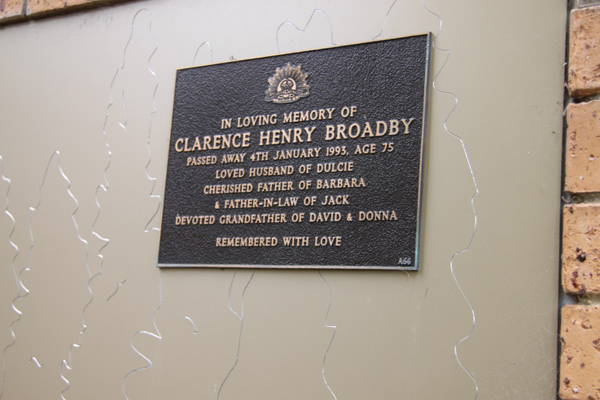 IN LOVING MEMORY OF
CLARENCE HENRY BROADBY
PASSED AWAY 4TH JANUARY 1993, AGE 75
LOVED HUSBAND OF DULCIE
CHERISHED FATHER OF BARBARA
& FATHER-IN-LAW OF JACK
DEVOTED GRANDFATHER OF DAVID & DONNA
REMEMBERED WITH LOVE
A66